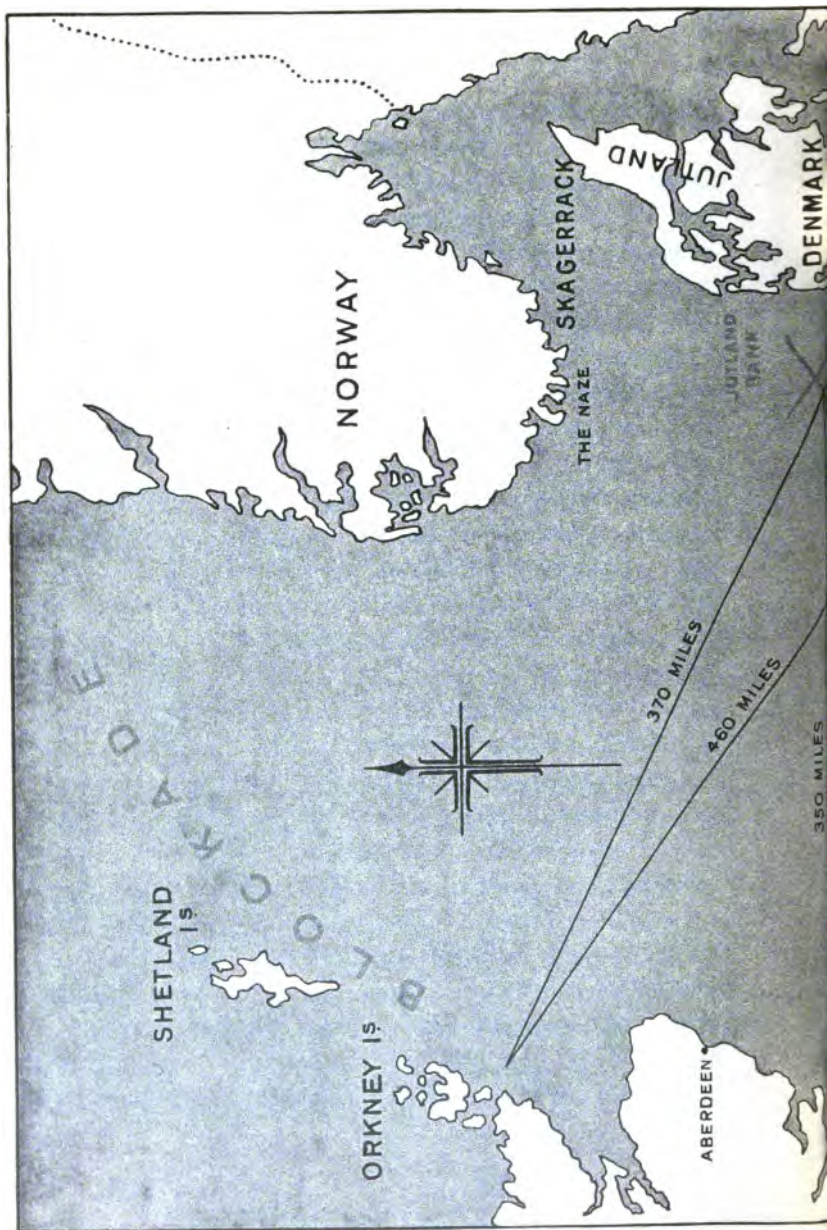 NORWAY
SHETLAND
Is
BLOCKADE
ORKNEY Is
SKAGERRACK
THE NAZE
JUTLAND
JUTLAND
BANK
DENMARK
370 MILES
460 MILES
350 MILES
ABERDEEN